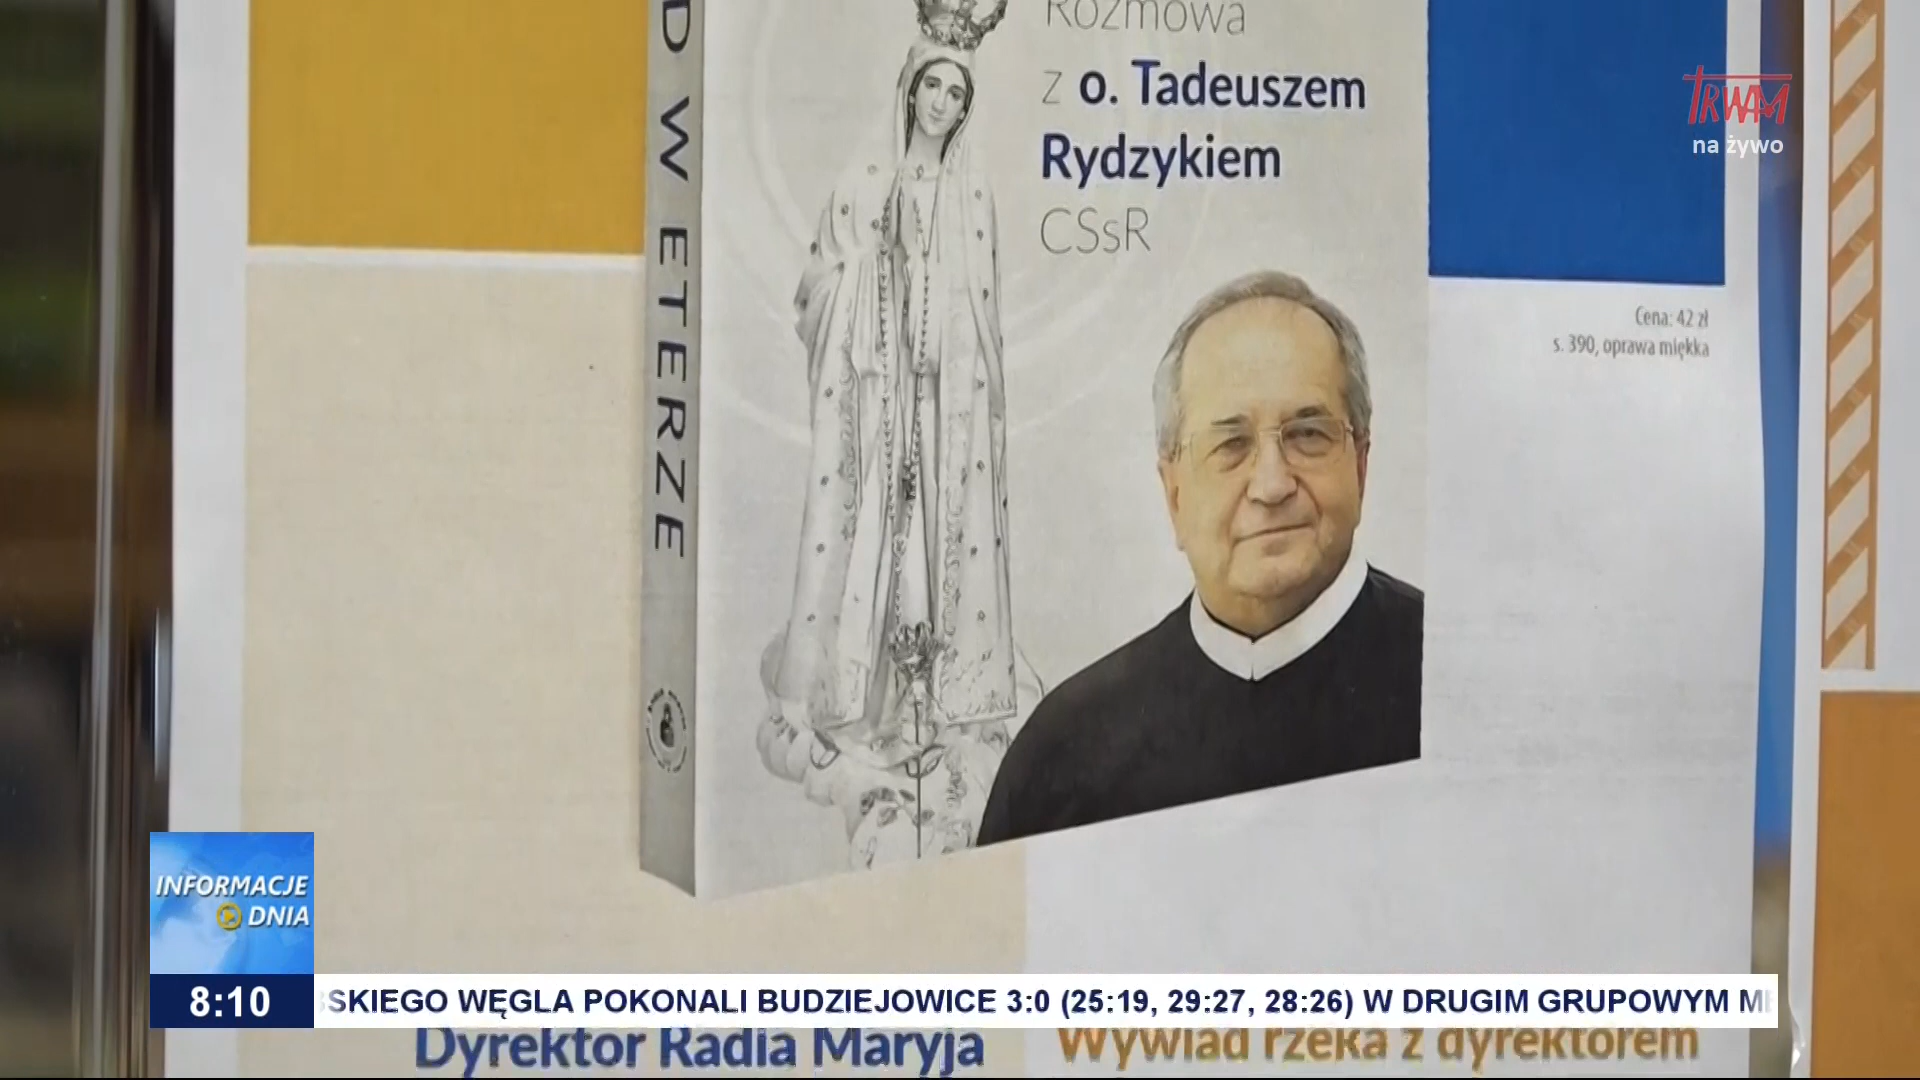 Rozmowa
z o. Tadeuszem
Rydzykiem
CSsR
D W ETERZE
TRWAM
na żywo
Cena: 42 zł
s. 390, oprawa miękka
INFORMACJE
DNIA
8:10
SKIEGO WĘGLA POKONALI BUDZIEJOWICE 3:0 (25:19, 29:27, 28:26) W DRUGIM GRUPOWYM M
Dyrektor Radia Maryja
Wywiad rzeka z dyrektorem